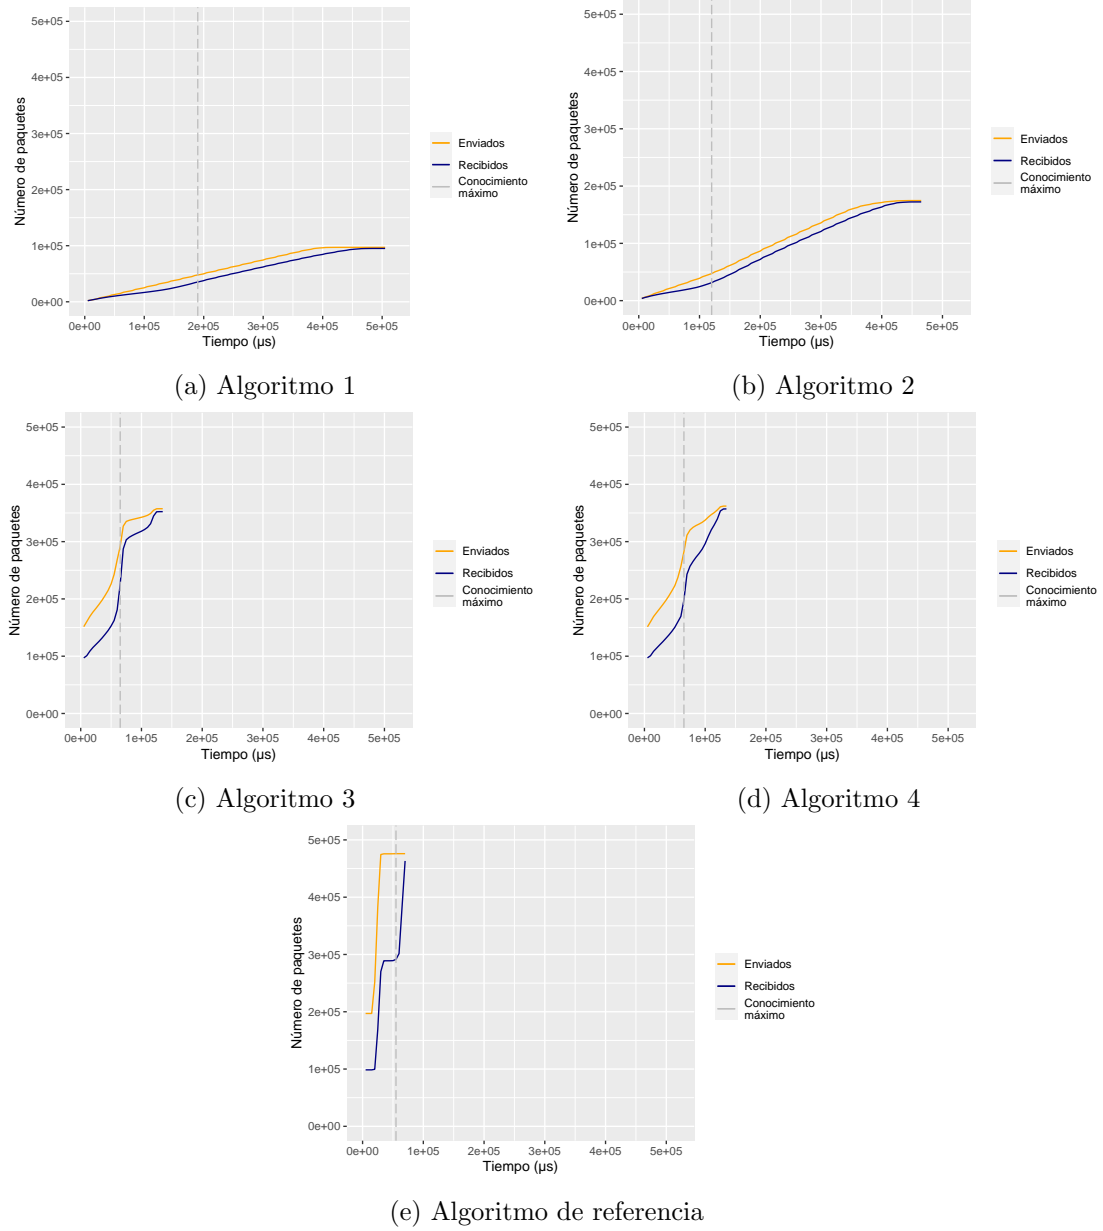 5e+05
4e+05
3e+05
2e+05
1e+05
0e+00
Número de paquetes
0e+00 1e+05 2e+05 3e+05 4e+05 5e+05
Tiempo (µs)
Enviados
Recibidos
Conocimiento
máximo
(a) Algoritmo 1
5e+05
4e+05
3e+05
2e+05
1e+05
0e+00
Número de paquetes
0e+00 1e+05 2e+05 3e+05 4e+05 5e+05
Tiempo (µs)
Enviados
Recibidos
Conocimiento
máximo
(b) Algoritmo 2
5e+05
4e+05
3e+05
2e+05
1e+05
0e+00
Número de paquetes
0e+00 1e+05 2e+05 3e+05 4e+05 5e+05
Tiempo (µs)
Enviados
Recibidos
Conocimiento
máximo
(c) Algoritmo 3
5e+05
4e+05
3e+05
2e+05
1e+05
0e+00
Número de paquetes
0e+00 1e+05 2e+05 3e+05 4e+05 5e+05
Tiempo (µs)
Enviados
Recibidos
Conocimiento
máximo
(d) Algoritmo 4
5e+05
4e+05
3e+05
2e+05
1e+05
0e+00
Número de paquetes
0e+00 1e+05 2e+05 3e+05 4e+05 5e+05
Tiempo (µs)
Enviados
Recibidos
Conocimiento
máximo
(e) Algoritmo de referencia